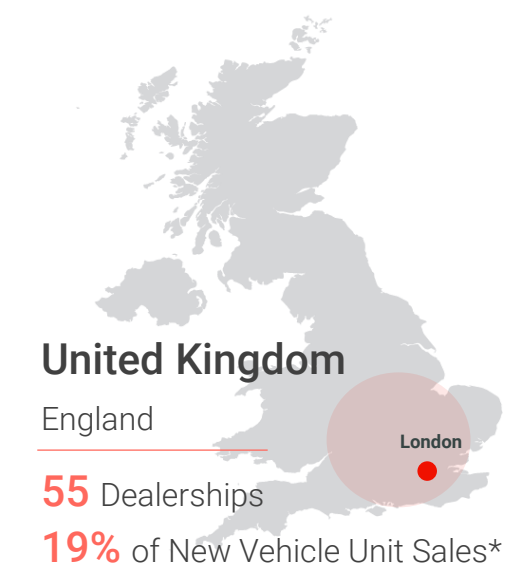 United Kingdom
England
London
55 Dealerships
19% of New Vehicle Unit Sales*